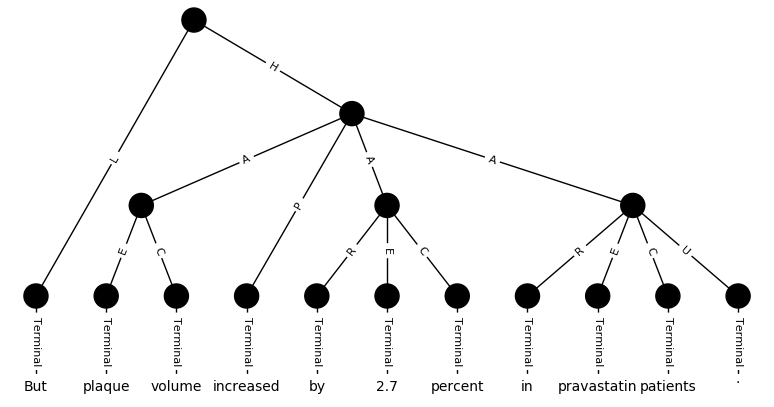 H
L
A
P
A
A
E
C
R
E
C
R
E
C
U
Terminal Terminal Terminal Terminal Terminal Terminal Terminal Terminal Terminal Terminal Terminal
But plaque volume increased by 2.7 percent in pravastatin patients .